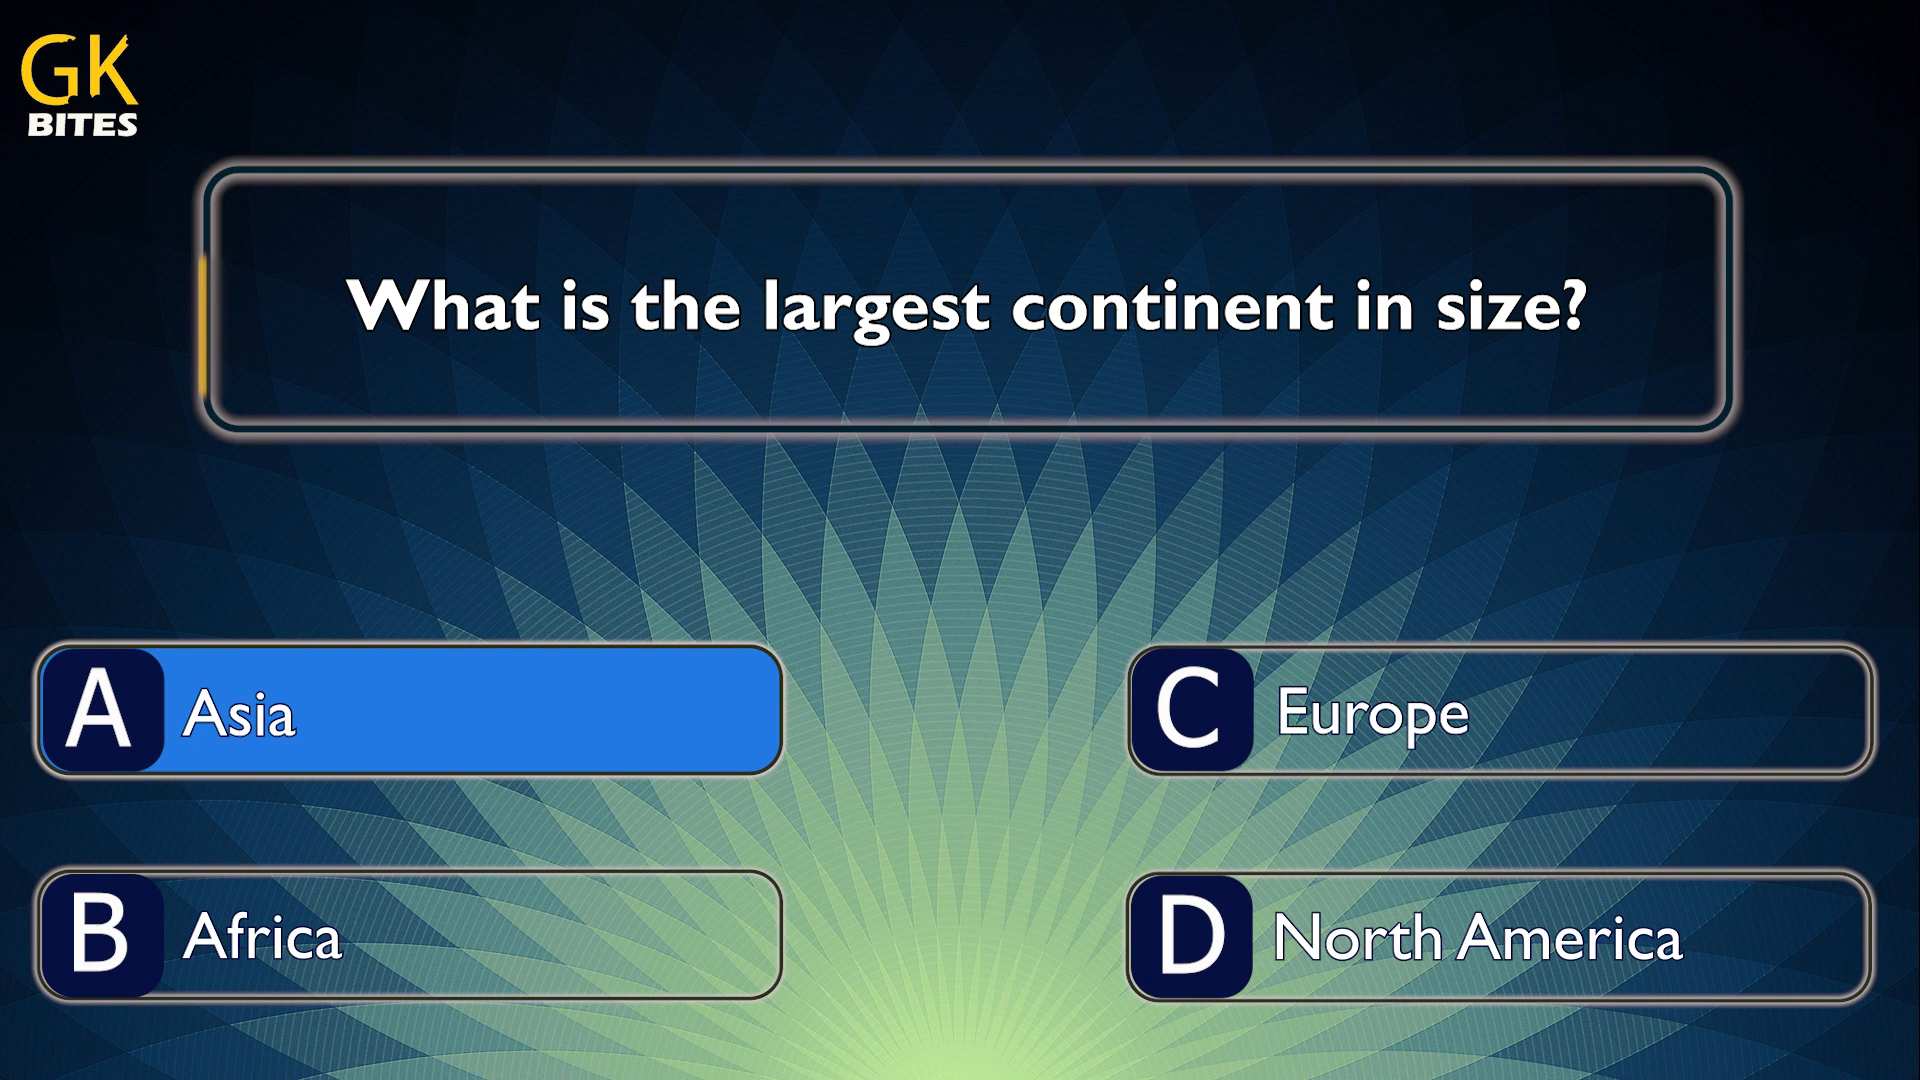 GK
BITES
What is the largest continent in size?
A Asia
B Africa
C Europe
D North America